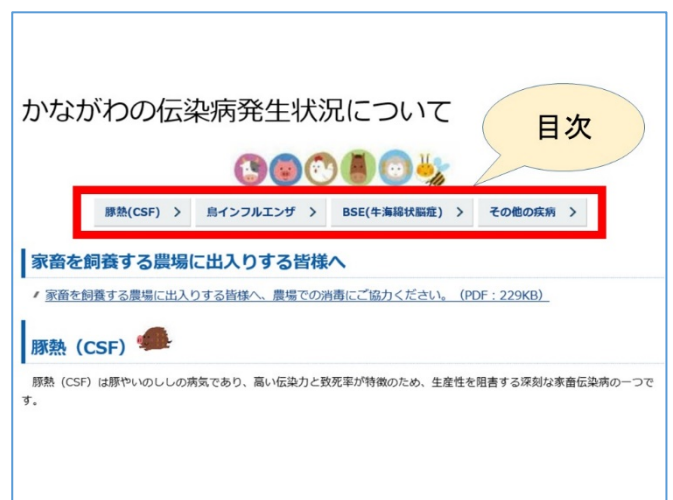 かながわの伝染病発生状況について
目次
豚熱(CSF) >
鳥インフルエンザ >
BSE(牛海綿状脳症) >
その他の疾病 >
家畜を飼養する農場に出入りする皆様へ
家畜を飼養する農場に出入りする皆様へ、農場での消毒にご協力ください。（PDF：229KB）
豚熱（CSF）
豚熱（CSF）は豚やいのししの病気であり、高い伝染力と致死率が特徴のため、生産性を阻害する深刻な家畜伝染病の一つで
す。